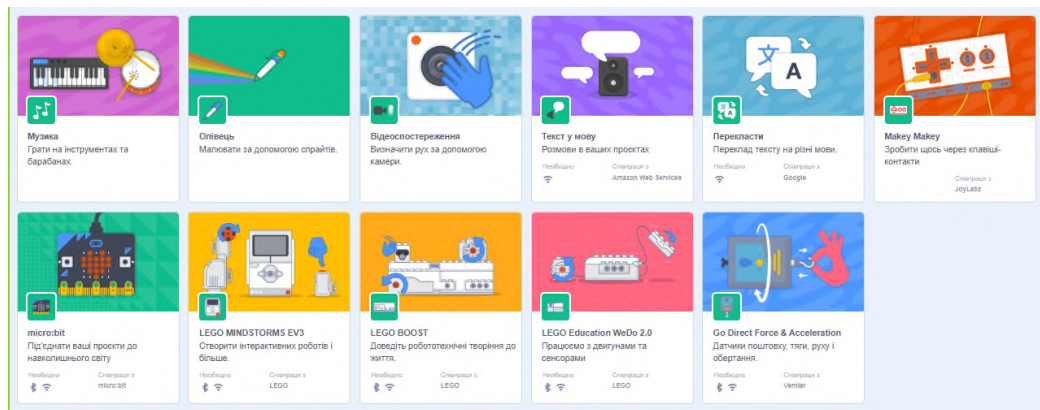 文
A
Музика
Грати на інструментах та
барабанах.
Олівець
Малювати за допомогою спрайтів.
Відеоспостереження
Визначити рух за допомогою
камери.
Текст у мову
Розмови в ваших проєктах
Необхідно
Співпраця з
Amazon Web Services
Перекласти
Переклад тексту на різні мови.
Необхідно
Співпраця з
Google
Makey Makey
Зробити щось через клавіші-
контакти
Співпраця з
JoyLabz
micro:bit
Під'єднати ваші проєкти до
навколишнього світу
Необхідно
Співпраця з
micro:bit
LEGO MINDSTORMS EV3
Створити інтерактивних роботів і
більше.
Необхідно
Співпраця з
LEGO
LEGO BOOST
Доведіть робототехнічні творіння до
життя.
Необхідно
Співпраця з
LEGO
LEGO Education WeDo 2.0
Працюємо з двигунами та
сенсорами
Необхідно
Співпраця з
LEGO
Go Direct Force & Acceleration
Датчики поштовху, тяги, руху і
обертання.
Необхідно
Співпраця з
Vernier